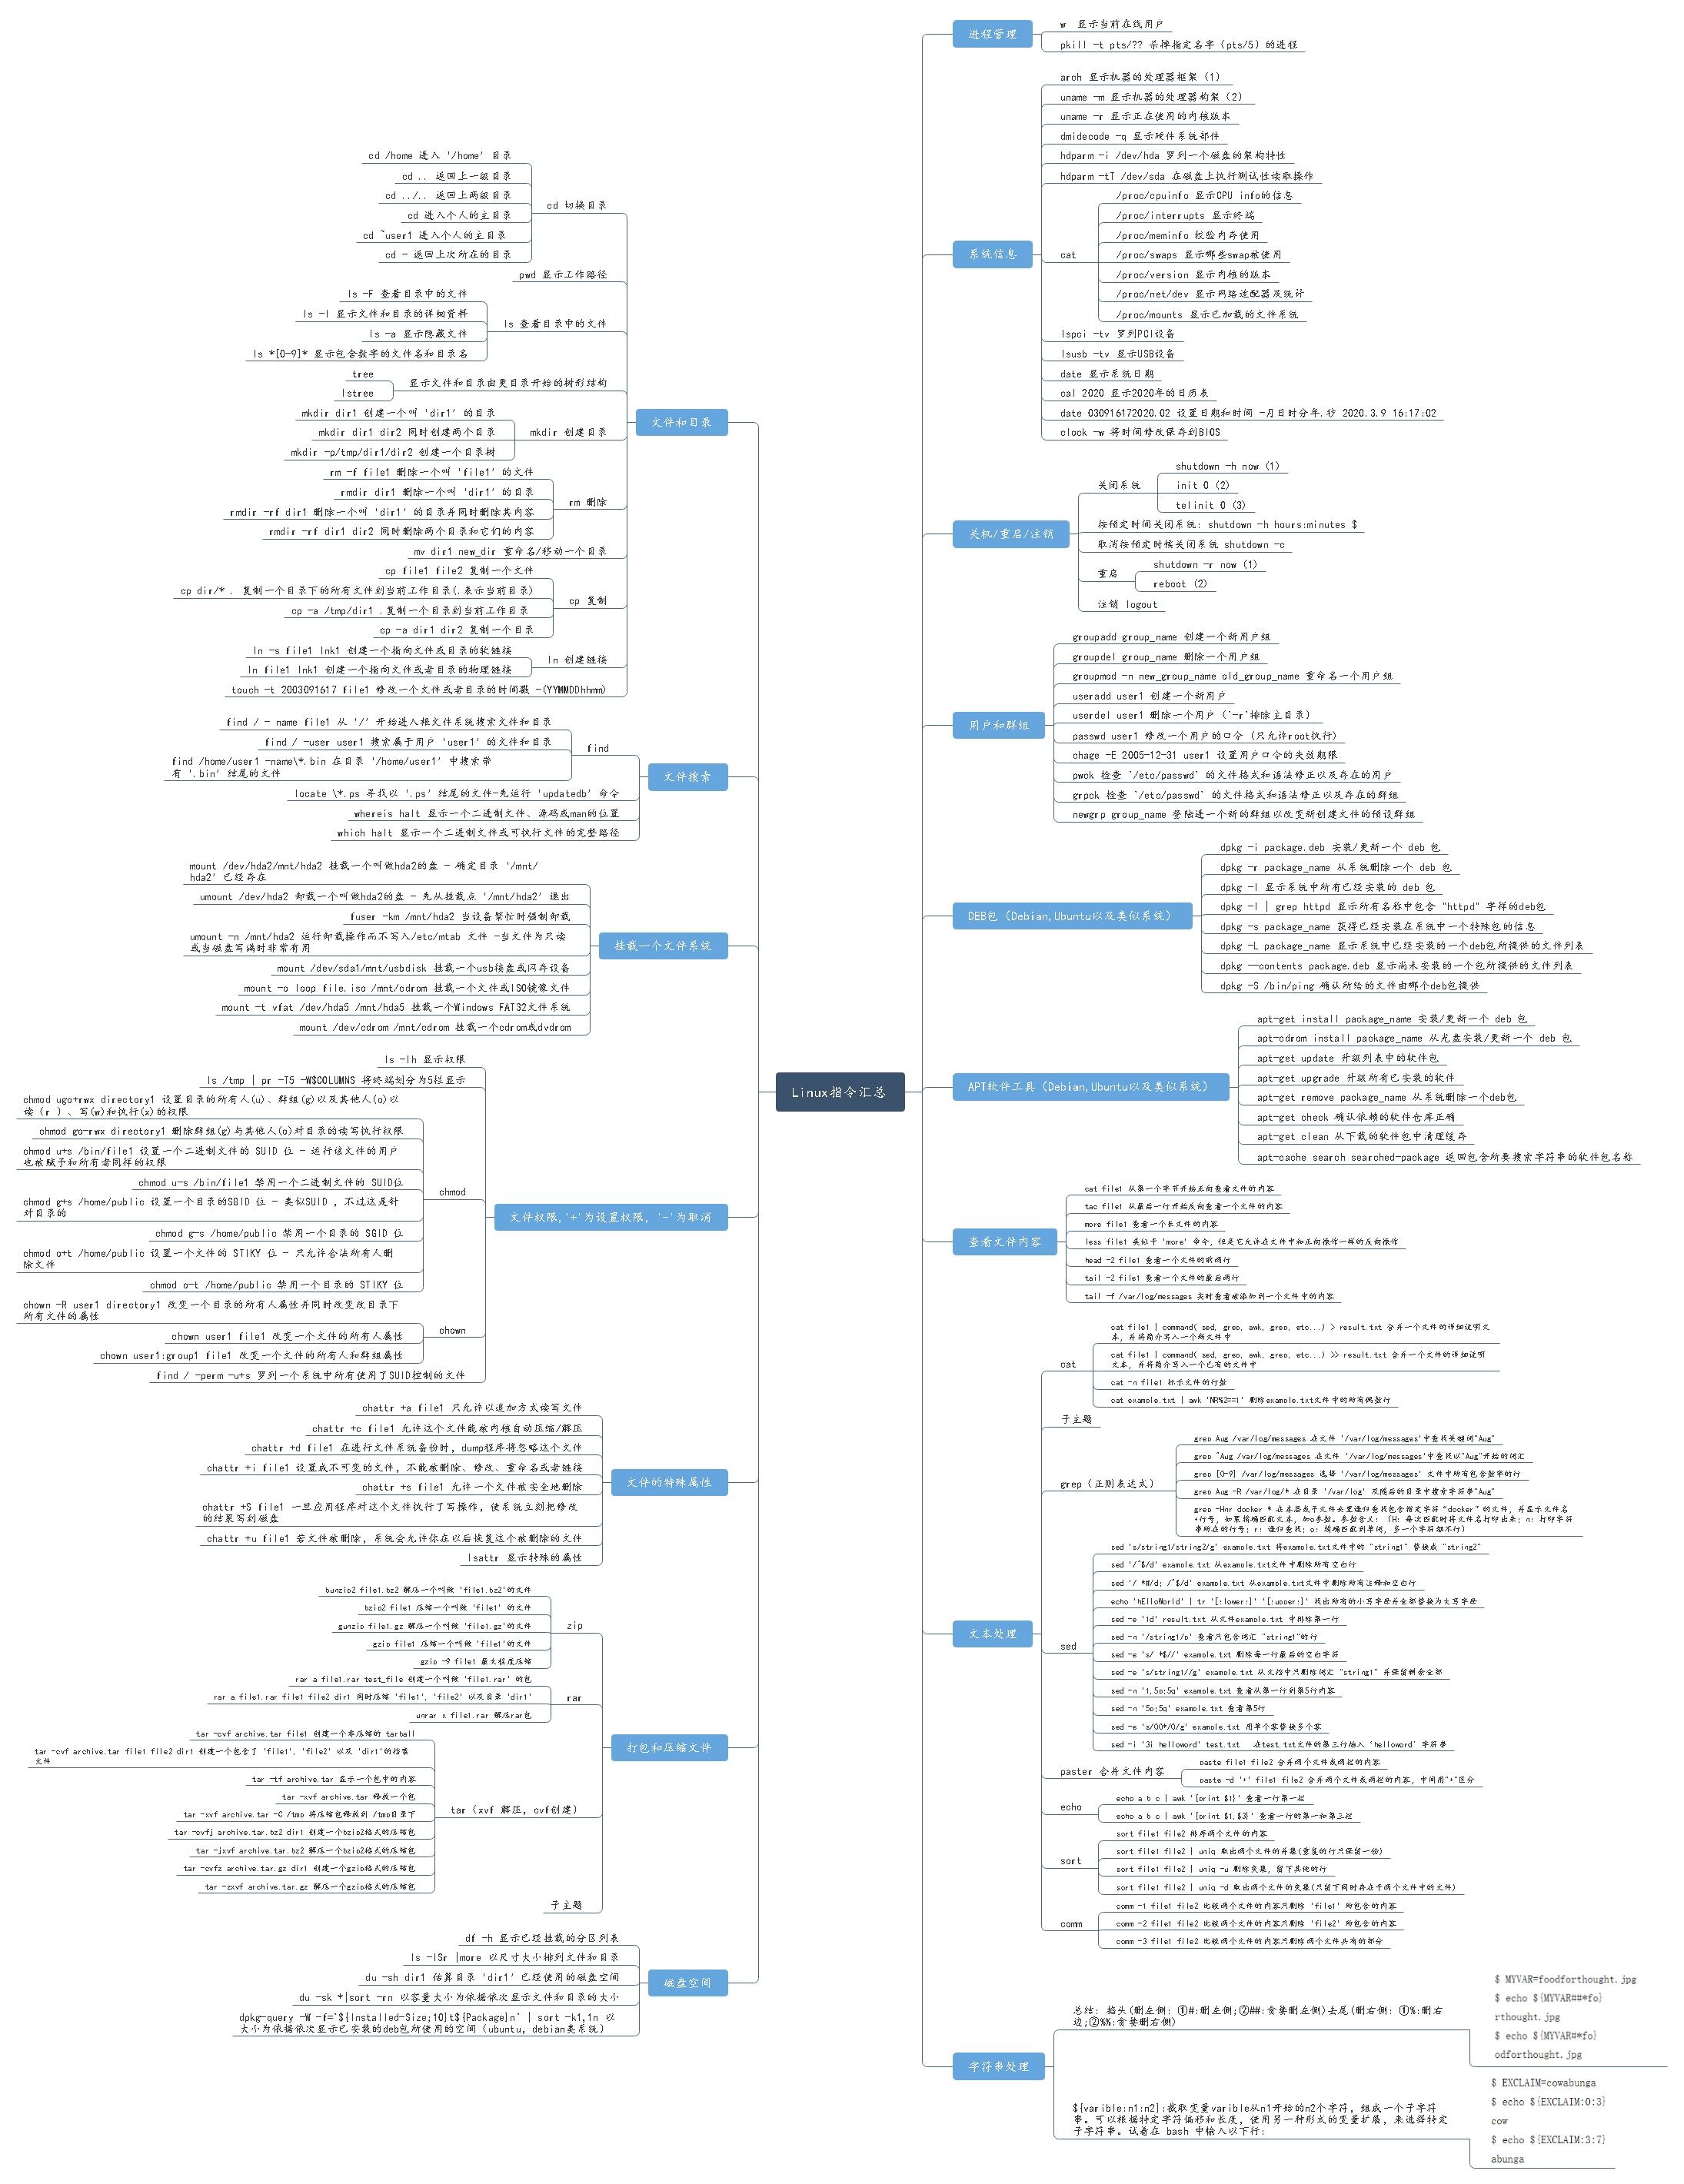 Linux指令汇总
文件和目录
cd 切换目录
cd /home 进入 '/home' 目录
cd .. 返回上一级目录
cd ../.. 返回上两级目录
cd 进入个人的主目录
cd ~user1 进入个人的主目录
cd - 返回上次所在的目录
pwd 显示工作路径
ls 查看目录中的文件
ls -F 查看目录中的文件
ls -l 显示文件和目录的详细资料
ls -a 显示隐藏文件
ls *[0-9]* 显示包含数字的文件名和目录名
显示文件和目录由更目录开始的树形结构
tree
lstree
mkdir 创建目录
mkdir dir1 创建一个叫 'dir1' 的目录
mkdir dir1 dir2 同时创建两个目录
mkdir -p/tmp/dir1/dir2 创建一个目录树
rm 删除
rm -f file1 删除一个叫 'file1' 的文件
rmdir dir1 删除一个叫 'dir1' 的目录
rmdir -rf dir1 删除一个叫 'dir1' 的目录并同时删除其内容
rmdir -rf dir1 dir2 同时删除两个目录和它们的内容
mv dir1 new_dir 重命名/移动一个目录
cp 复制
cp file1 file2 复制一个文件
cp dir/* . 复制一个目录下的所有文件到当前工作目录(.表示当前目录)
cp -a /tmp/dir1 .复制一个目录到当前工作目录
cp -a dir1 dir2 复制一个目录
ln 创建链接
ln -s file1 lnk1 创建一个指向文件或目录的软链接
ln file1 lnk1 创建一个指向文件或者目录的物理链接
touch -t 2003091617 file1 修改一个文件或者目录的时间戳 -(YYMMDDhhmm)
文件搜索
find
find / - name file1 从 '/' 开始进入根文件系统搜索文件和目录
find / -user user1 搜索属于用户 'user1' 的文件和目录
find /home/user1 -name\*.bin 在目录 '/home/user1' 中搜索带
有 '.bin' 结尾的文件
locate \*.ps 寻找以 '.ps' 结尾的文件-先运行 'updatedb' 命令
whereis halt 显示一个二进制文件、源码或man的位置
which halt 显示一个二进制文件或可执行文件的完整路径
挂载一个文件系统
mount /dev/hda2/mnt/hda2 挂载一个叫做hda2的盘 - 确定目录 '/mnt/
hda2' 已经存在
umount /dev/hda2 卸载一个叫做hda2的盘 - 先从挂载点 '/mnt/hda2' 退出
fuser -km /mnt/hda2 当设备繁忙时强制卸载
umount -n /mnt/hda2 运行卸载操作而不写入/etc/mtab 文件 -当文件为只读
或当磁盘写满时非常有用
mount /dev/sda1/mnt/usbdisk 挂载一个usb接盘或闪存设备
mount -o loop file.iso /mnt/cdrom 挂载一个文件或ISO镜像文件
mount -t vfat /dev/hda5 /mnt/hda5 挂载一个Windows FAT32文件系统
mount /dev/cdrom /mnt/cdrom 挂载一个cdrom或dvdrom
文件权限,'+'为设置权限, '-'为取消
ls -lh 显示权限
ls /tmp | pr -T5 -W$COLUMNS 将终端划分为5栏显示
chmod
chmod ugo+rwx directory1 设置目录的所有人(u)、群组(g)以及其他人(o)以
读（r ）、写(w)和执行(x)的权限
chmod go-rwx directory1 删除群组(g)与其他人(o)对目录的读写执行权限
chmod u+s /bin/file1 设置一个二进制文件的 SUID 位 - 运行该文件的用户
也被赋予和所有者同样的权限
chmod u-s /bin/file1 禁用一个二进制文件的 SUID位
chmod g+s /home/public 设置一个目录的SGID 位 - 类似SUID ，不过这是针
对目录的
chmod g-s /home/public 禁用一个目录的 SGID 位
chmod o+t /home/public 设置一个文件的 STIKY 位 - 只允许合法所有人删
除文件
chmod o-t /home/public 禁用一个目录的 STIKY 位
chown
chown -R user1 directory1 改变一个目录的所有人属性并同时改变改目录下
所有文件的属性
chown user1 file1 改变一个文件的所有人属性
chown user1:group1 file1 改变一个文件的所有人和群组属性
find / -perm -u+s 罗列一个系统中所有使用了SUID控制的文件
文件的特殊属性
chattr +a file1 只允许以追加方式读写文件
chattr +c file1 允许这个文件能被内核自动压缩/解压
chattr +d file1 在进行文件系统备份时，dump程序将忽略这个文件
chattr +i file1 设置成不可变的文件，不能被删除、修改、重命名或者链接
chattr +s file1 允许一个文件被安全地删除
chattr +S file1 一旦应用程序对这个文件执行了写操作，使系统立刻把修改
的结果写到磁盘
chattr +u file1 若文件被删除，系统会允许你在以后恢复这个被删除的文件
lsattr 显示特殊的属性
打包和压缩文件
zip
bunzip2 file1.bz2 解压一个叫做 'file1.bz2'的文件
bzip2 file1 压缩一个叫做 'file1' 的文件
gunzip file1.gz 解压一个叫做 'file1.gz'的文件
gzip file1 压缩一个叫做 'file1'的文件
gzip -9 file1 最大程度压缩
rar
rar a file1.rar test_file 创建一个叫做 'file1.rar' 的包
rar a file1.rar file1 file2 dir1 同时压缩 'file1', 'file2' 以及目录 'dir1'
unrar x file1.rar 解压rar包
tar（xvf 解压，cvf创建）
tar -cvf archive.tar file1 创建一个非压缩的 tarball
tar -cvf archive.tar file1 file2 dir1 创建一个包含了 'file1', 'file2' 以及 'dir1'的档案
文件
tar -tf archive.tar 显示一个包中的内容
tar -xvf archive.tar 释放一个包
tar -xvf archive.tar -C /tmp 将压缩包释放到 /tmp目录下
tar -cvfj archive.tar.bz2 dir1 创建一个bzip2格式的压缩包
tar -jxvf archive.tar.bz2 解压一个bzip2格式的压缩包
tar -cvfz archive.tar.gz dir1 创建一个gzip格式的压缩包
tar -zxvf archive.tar.gz 解压一个gzip格式的压缩包
子主题
磁盘空间
df -h 显示已经挂载的分区列表
ls -lSr |more 以尺寸大小排列文件和目录
du -sh dir1 估算目录 'dir1' 已经使用的磁盘空间
du -sk *|sort -rn 以容量大小为依据依次显示文件和目录的大小
dpkg-query -W -f=`${Installed-Size;10}t${Package}n` | sort -k1,1n 以
大小为依据依次显示已安装的deb包所使用的空间（ubuntu, debian类系统）
进程管理
w 显示当前在线用户
pkill -t pts/?? 杀掉指定名字（pts/5）的进程
系统信息
arch 显示机器的处理器框架（1）
uname -m 显示机器的处理器构架（2）
uname -r 显示正在使用的内核版本
dmidecode -q 显示硬件系统部件
hdparm -i /dev/hda 罗列一个磁盘的架构特性
hdparm -tT /dev/sda 在磁盘上执行测试性读取操作
cat
/proc/cpuinfo 显示CPU info的信息
/proc/interrupts 显示终端
/proc/meminfo 校验内存使用
/proc/swaps 显示哪些swap被使用
/proc/version 显示内核的版本
/proc/net/dev 显示网络适配器及统计
/proc/mounts 显示已加载的文件系统
lspci -tv 罗列PCI设备
lsusb -tv 显示USB设备
date 显示系统日期
cal 2020 显示2020年的日历表
date 030916172020.02 设置日期和时间 -月日时分年.秒 2020.3.9 16:17:02
clock -w 将时间修改保存到BIOS
关机/重启/注销
关闭系统
shutdown -h now (1)
init 0 (2)
telinit 0 (3)
按预定时间关闭系统: shutdown -h hours:minutes $
取消按预定时候关闭系统 shutdown -c
重启
shutdown -r now (1)
reboot (2)
注销 logout
用户和群组
groupadd group_name 创建一个新用户组
groupdel group_name 删除一个用户组
groupmod -n new_group_name old_group_name 重命名一个用户组
useradd user1 创建一个新用户
userdel user1 删除一个用户（`-r`排除主目录）
passwd user1 修改一个用户的口令（只允许root执行）
chage -E 2005-12-31 user1 设置用户口令的失效期限
pwck 检查 `/etc/passwd` 的文件格式和语法修正以及存在的用户
grpck 检查 `/etc/passwd` 的文件格式和语法修正以及存在的群组
newgrp group_name 登陆进一个新的群组以改变新创建文件的预设群组
DEB包（Debian,Ubuntu以及类似系统）
dpkg -i package.deb 安装/更新一个 deb 包
dpkg -r package_name 从系统删除一个 deb 包
dpkg -l 显示系统中所有已经安装的 deb 包
dpkg -l | grep httpd 显示所有名称中包含 "httpd" 字样的deb包
dpkg -s package_name 获得已经安装在系统中一个特殊包的信息
dpkg -L package_name 显示系统中已经安装的一个deb包所提供的文件列表
dpkg --contents package.deb 显示尚未安装的一个包所提供的文件列表
dpkg -S /bin/ping 确认所给的文件由哪个deb包提供
APT软件工具（Debian,Ubuntu以及类似系统）
apt-get install package_name 安装/更新一个 deb 包
apt-cdrom install package_name 从光盘安装/更新一个 deb 包
apt-get update 升级列表中的软件包
apt-get upgrade 升级所有已安装的软件
apt-get remove package_name 从系统删除一个deb包
apt-get check 确认依赖的软件仓库正确
apt-get clean 从下载的软件包中清理缓存
apt-cache search searched-package 返回包含所要搜索字符串的软件包名称
查看文件内容
cat file1 从第一个字节开始正向查看文件的内容
tac file1 从最后一行开始反向查看一个文件的内容
more file1 查看一个长文件的内容
less file1 类似于 'more' 命令，但是它允许在文件中和正向操作一样的反向操作
head -2 file1 查看一个文件的前两行
tail -2 file1 查看一个文件的最后两行
tail -f /var/log/messages 实时查看被添加到一个文件中的内容
文本处理
cat
cat file1 | command( sed, grep, awk, grep, etc...) > result.txt 合并一个文件的详细说明文
本，并将简介写入一个新文件中
cat file1 | command( sed, grep, awk, grep, etc...) >> result.txt 合并一个文件的详细说明
文本，并将简介写入一个已有的文件中
cat -n file1 标示文件的行数
cat example.txt | awk 'NR%2==1' 删除example.txt文件中的所有偶数行
子主题
grep（正则表达式）
grep Aug /var/log/messages 在文件 '/var/log/messages'中查找关键词"Aug"
grep ^Aug /var/log/messages 在文件 '/var/log/messages'中查找以"Aug"开始的词汇
grep [0-9] /var/log/messages 选择 '/var/log/messages' 文件中所有包含数字的行
grep Aug -R /var/log/* 在目录 '/var/log' 及随后的目录中搜索字符串"Aug"
grep -Hnr docker * 在本层或子文件夹里递归查找包含指定字符 "docker" 的文件，并显示文件名
+行号，如果精确匹配文本，加o参数。参数含义：（H: 每次匹配时将文件名打印出来；n: 打印字符
串所在的行号；r: 递归查找；o: 精确匹配到单词，多一个字符都不行）
sed
sed 's/string1/string2/g' example.txt 将example.txt文件中的 "string1" 替换成 "string2"
sed '/^$/d' example.txt 从example.txt文件中删除所有空白行
sed '/ *#/d; /^$/d' example.txt 从example.txt文件中删除所有注释和空白行
echo 'hElloWorld' | tr '[:lower:]' '[:upper:]' 找出所有的小写字母并全部替换为大写字母
sed -e '1d' result.txt 从文件example.txt 中排除第一行
sed -n '/string1/p' 查看只包含词汇 "string1"的行
sed -e 's/ *$//' example.txt 删除每一行最后的空白字符
sed -e 's/string1//g' example.txt 从文档中只删除词汇 "string1" 并保留剩余全部
sed -n '1,5p;5q' example.txt 查看从第一行到第5行内容
sed -n '5p;5q' example.txt 查看第5行
sed -e 's/00*/0/g' example.txt 用单个零替换多个零
sed -i '3i helloword' test.txt 在test.txt文件的第三行插入 'helloword' 字符串
paster 合并文件内容
paste file1 file2 合并两个文件或两栏的内容
paste -d '+' file1 file2 合并两个文件或两栏的内容，中间用"+"区分
echo
echo a b c | awk '{print $1}' 查看一行第一栏
echo a b c | awk '{print $1,$3}' 查看一行的第一和第三栏
sort
sort file1 file2 排序两个文件的内容
sort file1 file2 | uniq 取出两个文件的并集(重复的行只保留一份)
sort file1 file2 | uniq -u 删除交集，留下其他的行
sort file1 file2 | uniq -d 取出两个文件的交集(只留下同时存在于两个文件中的文件)
comm
comm -1 file1 file2 比较两个文件的内容只删除 'file1' 所包含的内容
comm -2 file1 file2 比较两个文件的内容只删除 'file2' 所包含的内容
comm -3 file1 file2 比较两个文件的内容只删除两个文件共有的部分
字符串处理
总结: 掐头(删左侧: ①#:删左侧;②##:贪婪删左侧)去尾(删右侧: ①%:删右
边;②%%:贪婪删右侧)
$ MYVAR=foodforthought.jpg
$ echo ${MYVAR##*fo}
rthought.jpg
$ echo ${MYVAR#*fo}
odforthought.jpg
${varible:n1:n2}:截取变量varible从n1开始的n2个字符，组成一个子字符
串。可以根据特定字符偏移和长度，使用另一种形式的变量扩展，来选择特定
子字符串。试着在 bash 中输入以下行:
$ EXCLAIM=cowabunga
$ echo ${EXCLAIM:0:3}
cow
$ echo ${EXCLAIM:3:7}
abunga